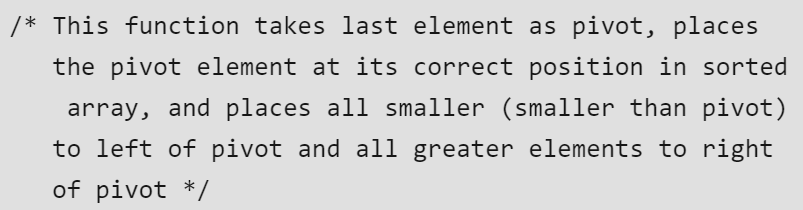 /* This function takes last element as pivot, places
the pivot element at its correct position in sorted
array, and places all smaller (smaller than pivot)
to left of pivot and all greater elements to right
of pivot */